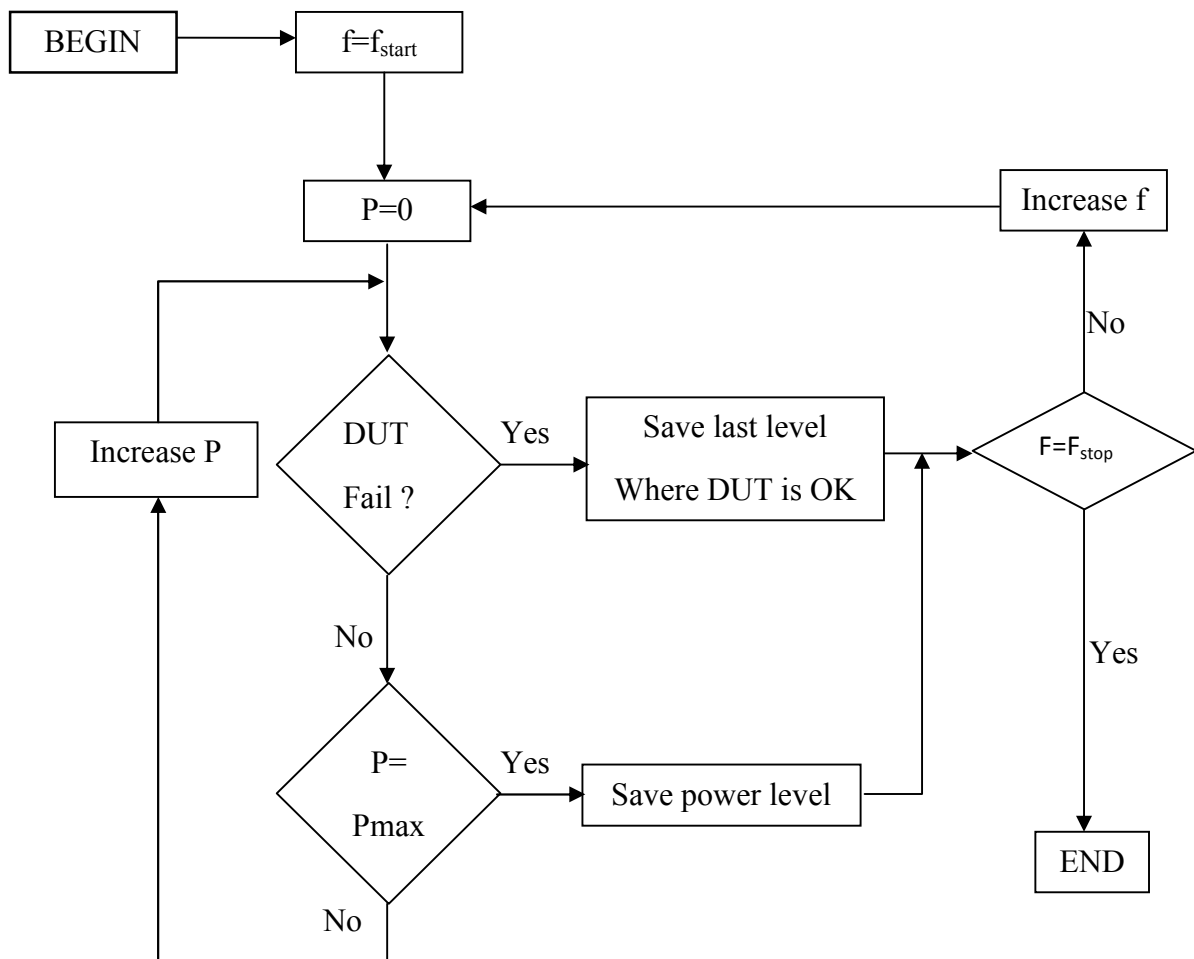 BEGIN
f=fstart
P=0
Increase f
No
Increase P
DUT
Fail ?
Yes
Save last level
Where DUT is OK
F=Fstop
No
Yes
P=
Pmax
Yes
Save power level
END
No